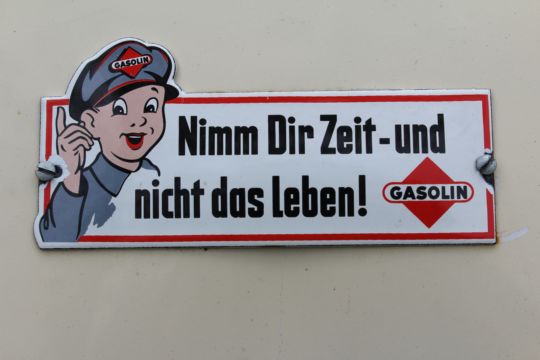 GASOLIN
Nimm Dir Zeit-und
nicht das Leben!
GASOLIN